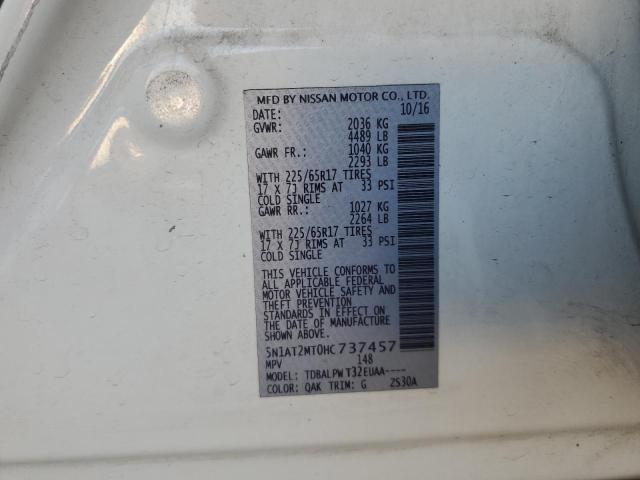 MFD BY NISSAN MOTOR CO., LTD.
DATE: 10/16
GVWR: 2036 KG
4489 LB
GAWR FR.: 1040 KG
2293 LB
WITH 225/65R17 TIRES
17 X 7J RIMS AT 33 PSI
COLD SINGLE
GAWR RR.: 1027 KG
2264 LB
WITH 225/65R17 TIRES
17 X 7J RIMS AT 33 PSI
COLD SINGLE
THIS VEHICLE CONFORMS TO
ALL APPLICABLE FEDERAL
MOTOR VEHICLE SAFETY AND
THEFT PREVENTION
STANDARDS IN EFFECT ON
THE DATE OF MANUFACTURE
SHOWN ABOVE.
5N1AT2MT0HC737457
MPV 148
MODEL: TDBALPW T32EUAA----
COLOR: QAK TRIM: G 2S30A